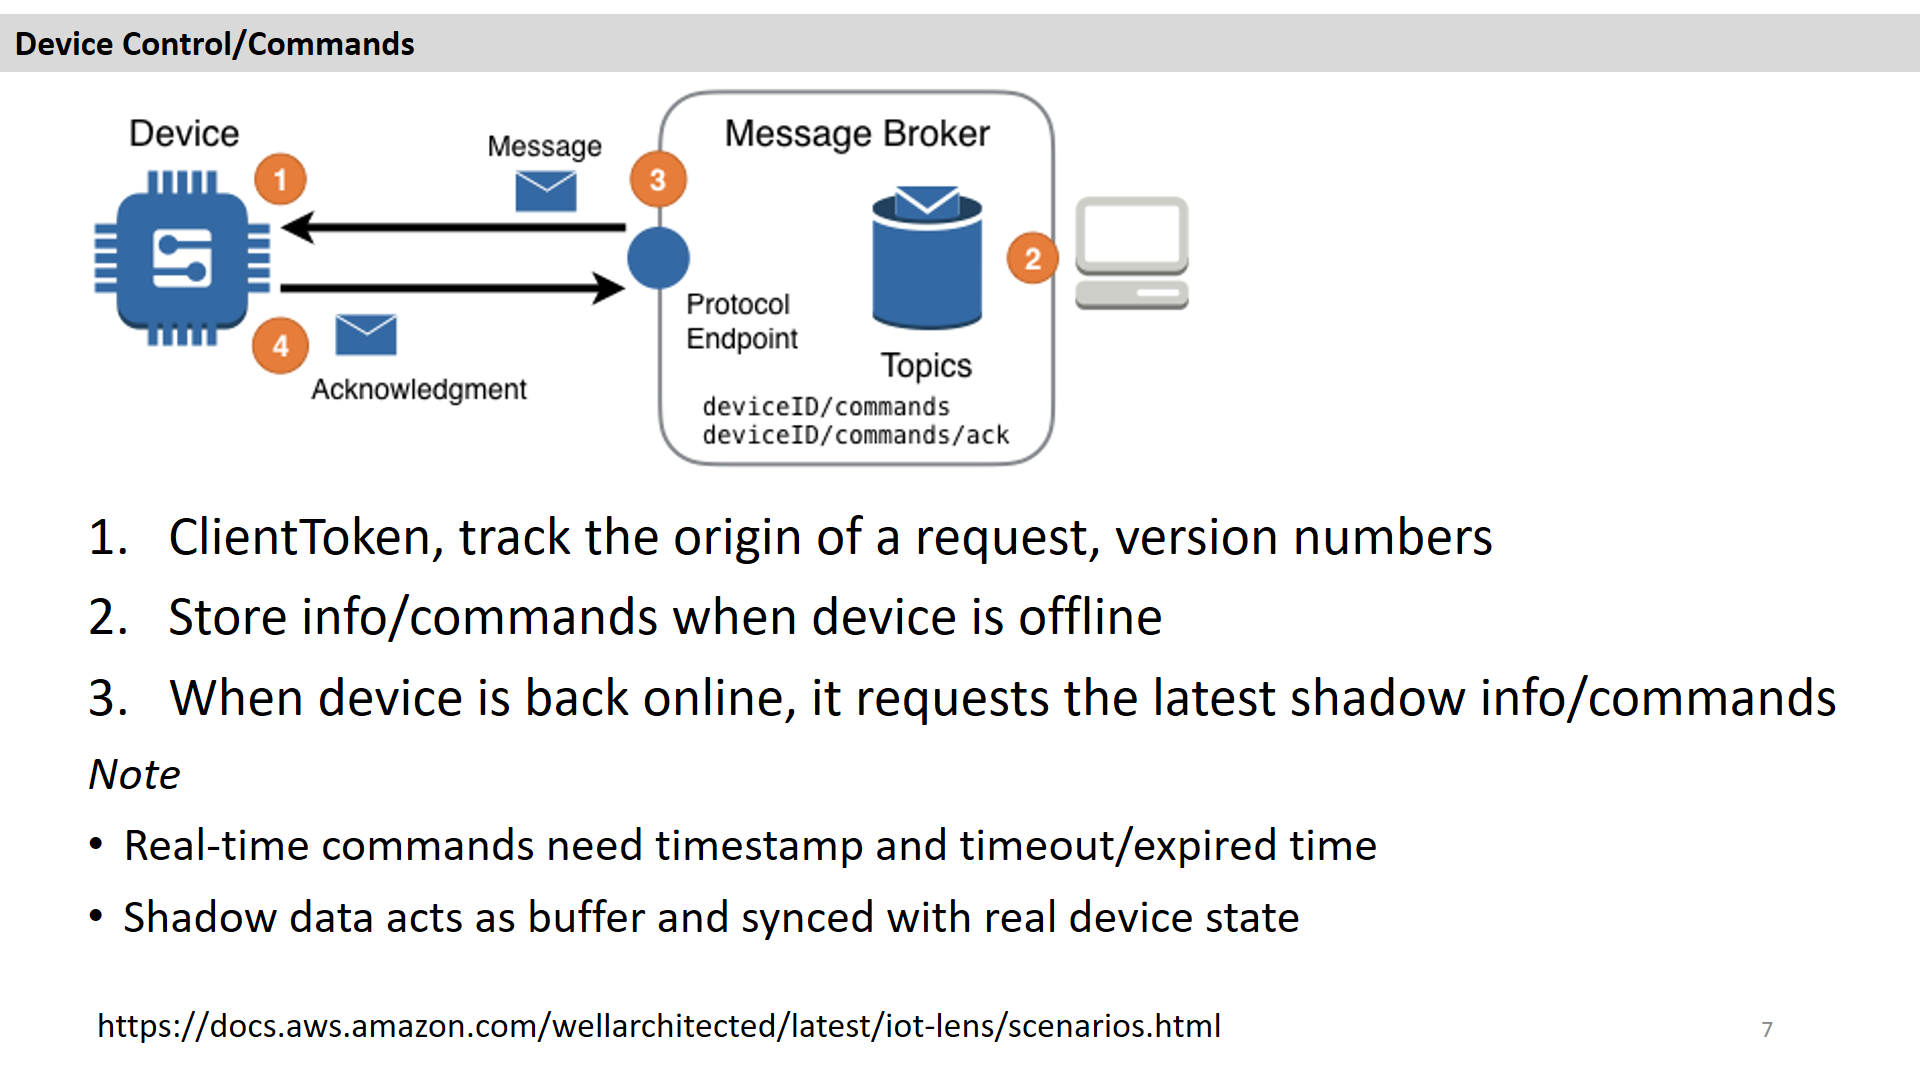 Device Control/Commands
Device
Message
Message Broker
1
3
2
Protocol
Endpoint
4
Topics
Acknowledgment
deviceID/commands
deviceID/commands/ack
1. ClientToken, track the origin of a request, version numbers
2. Store info/commands when device is offline
3. When device is back online, it requests the latest shadow info/commands
Note
• Real-time commands need timestamp and timeout/expired time
• Shadow data acts as buffer and synced with real device state
https://docs.aws.amazon.com/wellarchitected/latest/iot-lens/scenarios.html
7